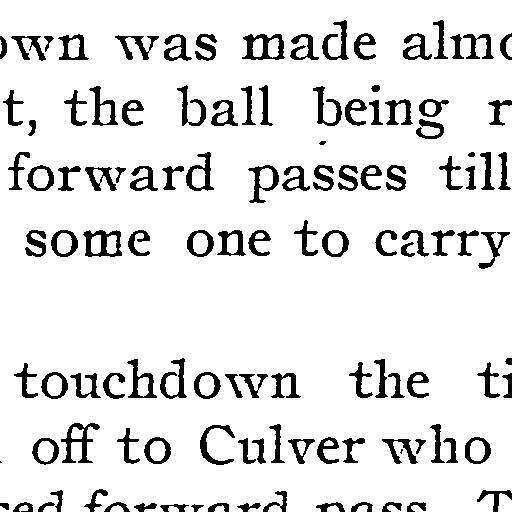 own was made almo
t, the ball being r
forward passes till
some one to carry
touchdown the ti
off to Culver who
sed forward pass. T